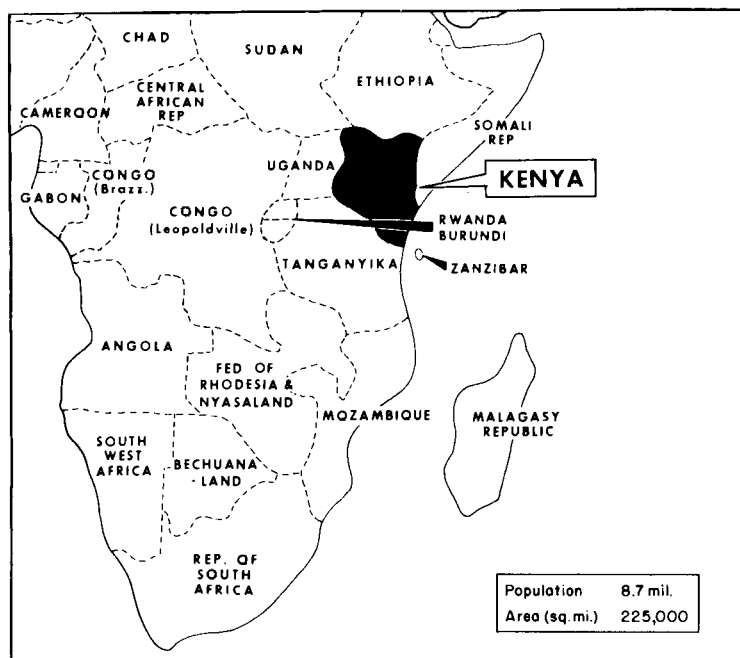 CHAD
SUDAN
ETHIOPIA
CENTRAL
AFRICAN
REP
CAMEROON
SOMALI
REP
UGANDA
CONGO
(Brazz.)
KENYA
GABON
CONGO
(Leopoldville)
RWANDA
BURUNDI
TANGANYIKA
ZANZIBAR
ANGOLA
FED OF
RHODESIA &
NYASALAND
MOZAMBIQUE
MALAGASY
REPUBLIC
SOUTH
WEST
AFRICA
BECHUANA
-LAND
REP. OF
SOUTH
AFRICA
Population 8.7 mil.
Area (sq. mi.) 225,000